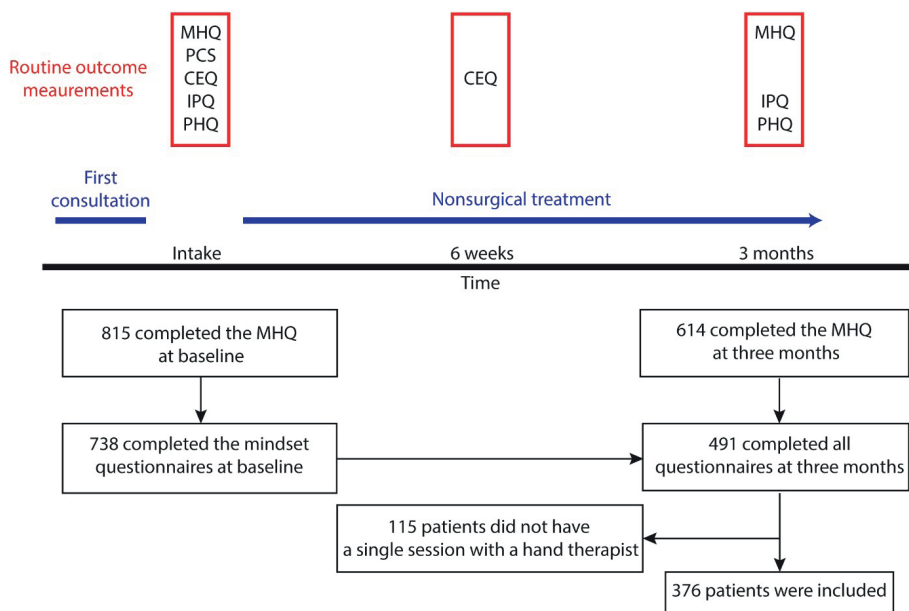 Routine outcome
meaurements
MHQ
PCS
CEQ
IPQ
PHQ
CEQ
MHQ
IPQ
PHQ
First
consultation
Nonsurgical treatment
Intake
6 weeks
3 months
Time
815 completed the MHQ
at baseline
614 completed the MHQ
at three months
738 completed the mindset
questionnaires at baseline
491 completed all
questionnaires at three months
115 patients did not have
a single session with a hand therapist
376 patients were included